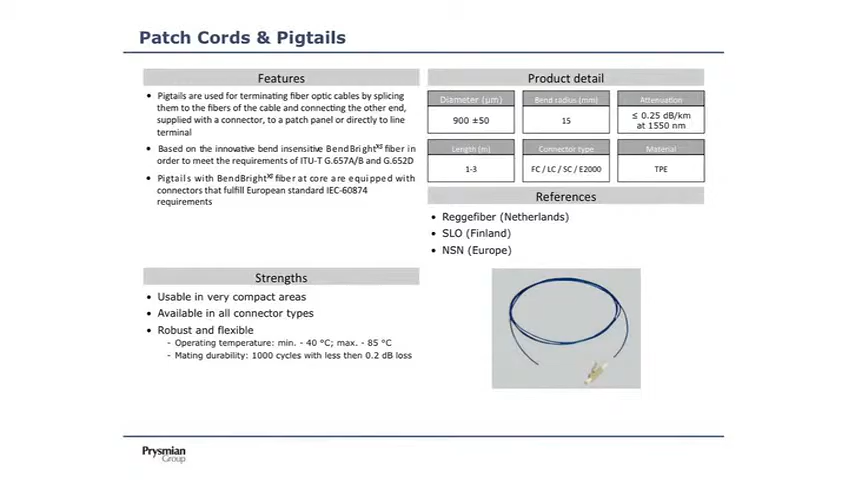 Patch Cords & Pigtails
Features
• Pigtails are used for terminating fiber optic cables by splicing
them to the fibers of the cable and connecting the other end,
supplied with a connector, to a patch panel or directly to line
terminal
• Based on the innovative bend insensitive BendBrightxs fiber in
order to meet the requirements of ITU-T G.657A/B and G.652D
• Pigtails with BendBrightxs fiber at core are equipped with
connectors that fulfill European standard IEC-60874
requirements
Strengths
• Usable in very compact areas
• Available in all connector types
• Robust and flexible
- Operating temperature: min. - 40 °C; max. - 85 °C
- Mating durability: 1000 cycles with less then 0.2 dB loss
Product detail
Diameter (µm) Bend radius (mm) Attenuation
900 ±50 15 ≤ 0.25 dB/km
at 1550 nm
Length (m) Connector type Material
1-3 FC / LC / SC / E2000 TPE
References
• Reggefiber (Netherlands)
• SLO (Finland)
• NSN (Europe)
Prysmian
Group